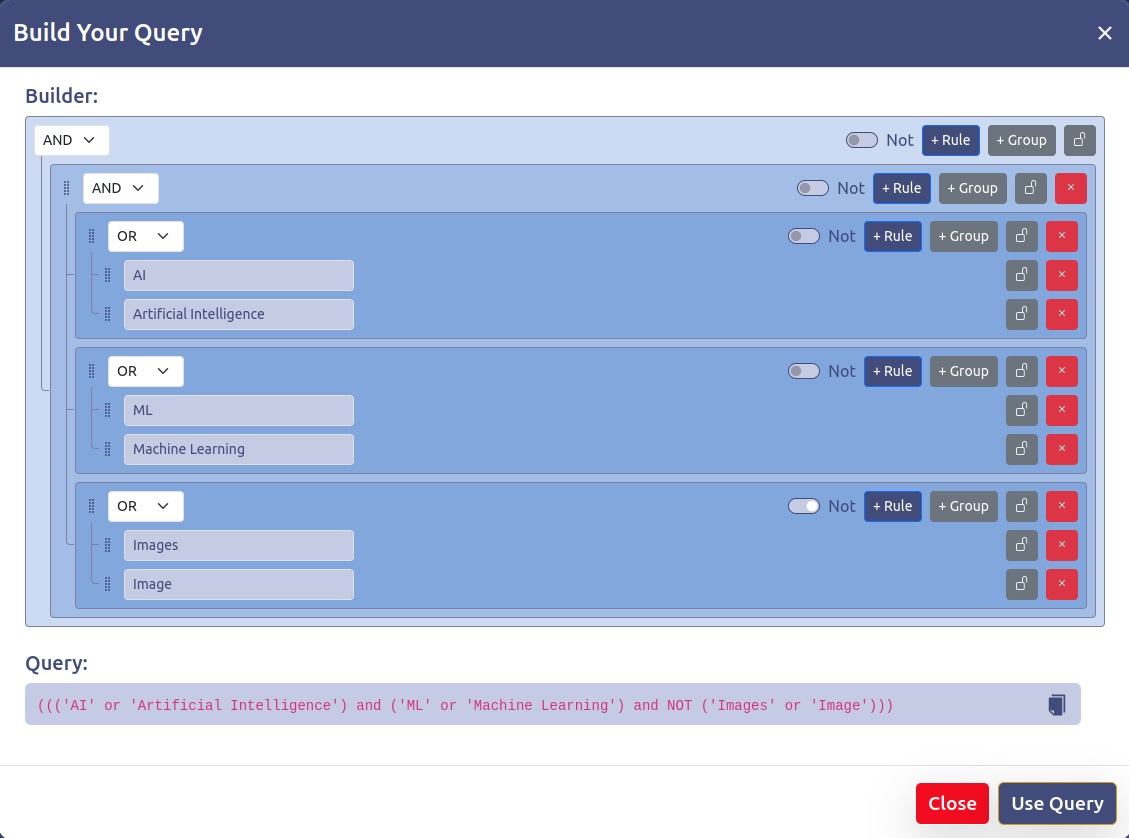 Build Your Query ×
Builder:
AND Not + Rule + Group
AND Not + Rule + Group ×
OR Not + Rule + Group ×
AI ×
Artificial Intelligence ×
OR Not + Rule + Group ×
ML ×
Machine Learning ×
OR Not + Rule + Group ×
Images ×
Image ×
Query:
((('AI' or 'Artificial Intelligence') and ('ML' or 'Machine Learning') and NOT ('Images' or 'Image')))
Close Use Query